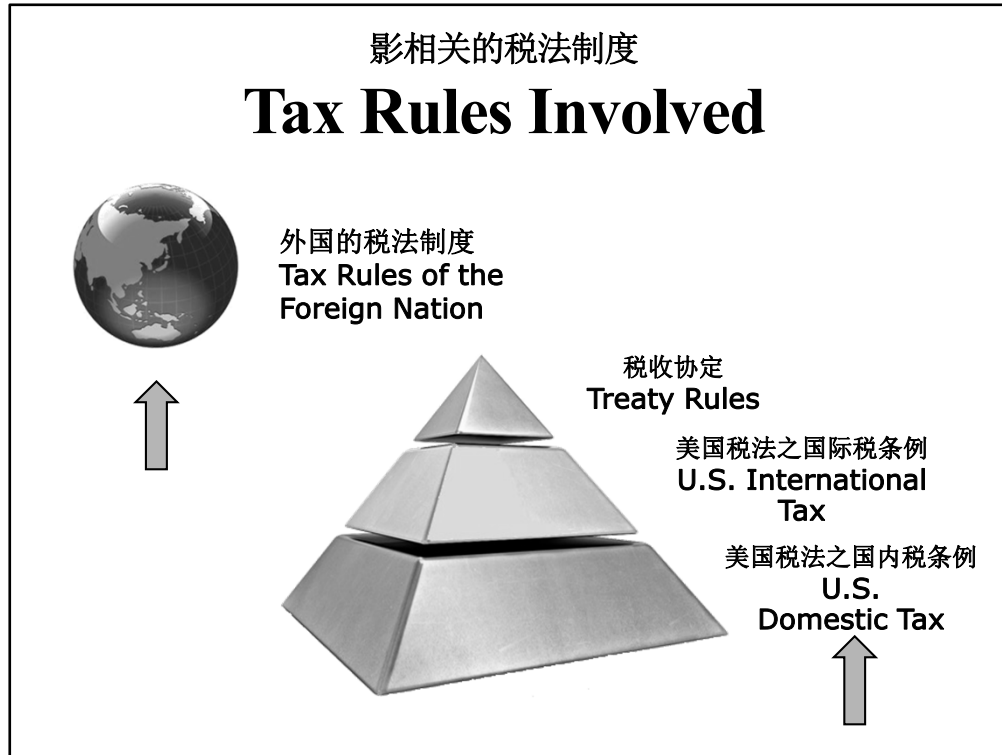 影相关的税法制度
Tax Rules Involved
外国的税法制度
Tax Rules of the
Foreign Nation
税收协定
Treaty Rules
美国税法之国际税条例
U.S. International
Tax
美国税法之国内税条例
U.S.
Domestic Tax